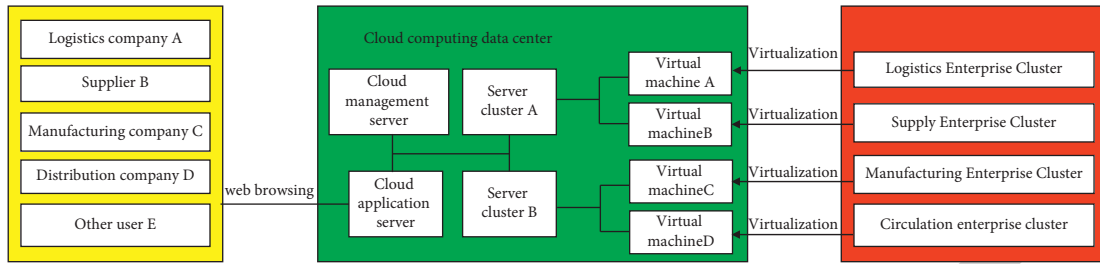 Logistics company A
Supplier B
Manufacturing company C
Distribution company D
Other user E
web browsing
Cloud computing data center
Cloud
management
server
Server
cluster A
Cloud
application
server
Server
cluster B
Virtual
machine A
Virtual
machineB
Virtual
machineC
Virtual
machineD
Virtualization
Virtualization
Virtualization
Virtualization
Logistics Enterprise Cluster
Supply Enterprise Cluster
Manufacturing Enterprise Cluster
Circulation enterprise cluster